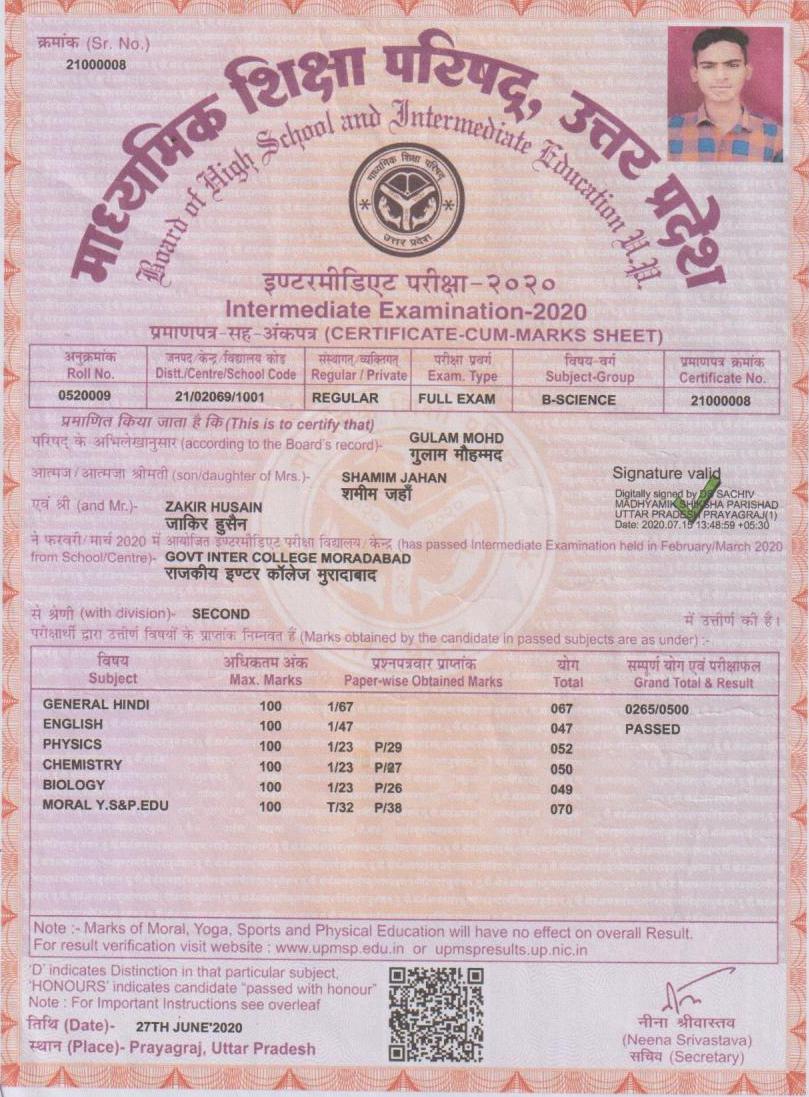 क्रमांक (Sr. No.)
21000008
माध्यमिक शिक्षा परिषद्, उत्तर प्रदेश
Board of High School and Intermediate Education U.P.
माध्यमिक शिक्षा परिषद्
उत्तर प्रदेश
इण्टरमीडिएट परीक्षा-२०२०
Intermediate Examination-2020
प्रमाणपत्र-सह-अंकपत्र (CERTIFICATE-CUM-MARKS SHEET)
अनुक्रमांक जनपद/केन्द्र/विद्यालय कोड संस्थागत/व्यक्तिगत परीक्षा प्रवर्ग विषय-वर्ग प्रमाणपत्र क्रमांक
Roll No. Distt./Centre/School Code Regular / Private Exam. Type Subject-Group Certificate No.
0520009 21/02069/1001 REGULAR FULL EXAM B-SCIENCE 21000008
प्रमाणित किया जाता है कि (This is to certify that)
परिषद् के अभिलेखानुसार (according to the Board's record)- GULAM MOHD
गुलाम मौहम्मद
आत्मज/आत्मजा श्रीमती (son/daughter of Mrs.)- SHAMIM JAHAN
शमीम जहाँ
Signature valid
Digitally signed by DS SACHIV
MADHYAMIK SHIKSHA PARISHAD
UTTAR PRADESH PRAYAGRAJ(1)
Date: 2020.07.15 13:48:59 +05:30
एवं श्री (and Mr.)- ZAKIR HUSAIN
जाकिर हुसैन
ने फरवरी/मार्च 2020 में आयोजित इण्टरमीडिएट परीक्षा विद्यालय/केन्द्र (has passed Intermediate Examination held in February/March 2020
from School/Centre)- GOVT INTER COLLEGE MORADABAD
राजकीय इण्टर कॉलेज मुरादाबाद
से श्रेणी (with division)- SECOND में उत्तीर्ण की है।
परीक्षार्थी द्वारा उत्तीर्ण विषयों के प्राप्तांक निम्नवत हैं (Marks obtained by the candidate in passed subjects are as under) :-
विषय अधिकतम अंक प्रश्नपत्रवार प्राप्तांक योग सम्पूर्ण योग एवं परीक्षाफल
Subject Max. Marks Paper-wise Obtained Marks Total Grand Total & Result
GENERAL HINDI 100 1/67 067 0265/0500
ENGLISH 100 1/47 047 PASSED
PHYSICS 100 1/23 P/29 052
CHEMISTRY 100 1/23 P/27 050
BIOLOGY 100 1/23 P/26 049
MORAL Y.S&P.EDU 100 T/32 P/38 070
Note :- Marks of Moral, Yoga, Sports and Physical Education will have no effect on overall Result.
For result verification visit website : www.upmsp.edu.in or upmspresults.up.nic.in
'D' indicates Distinction in that particular subject,
'HONOURS' indicates candidate "passed with honour"
Note : For Important Instructions see overleaf
तिथि (Date)- 27TH JUNE'2020
स्थान (Place)- Prayagraj, Uttar Pradesh
नीना श्रीवास्तव
(Neena Srivastava)
सचिव (Secretary)